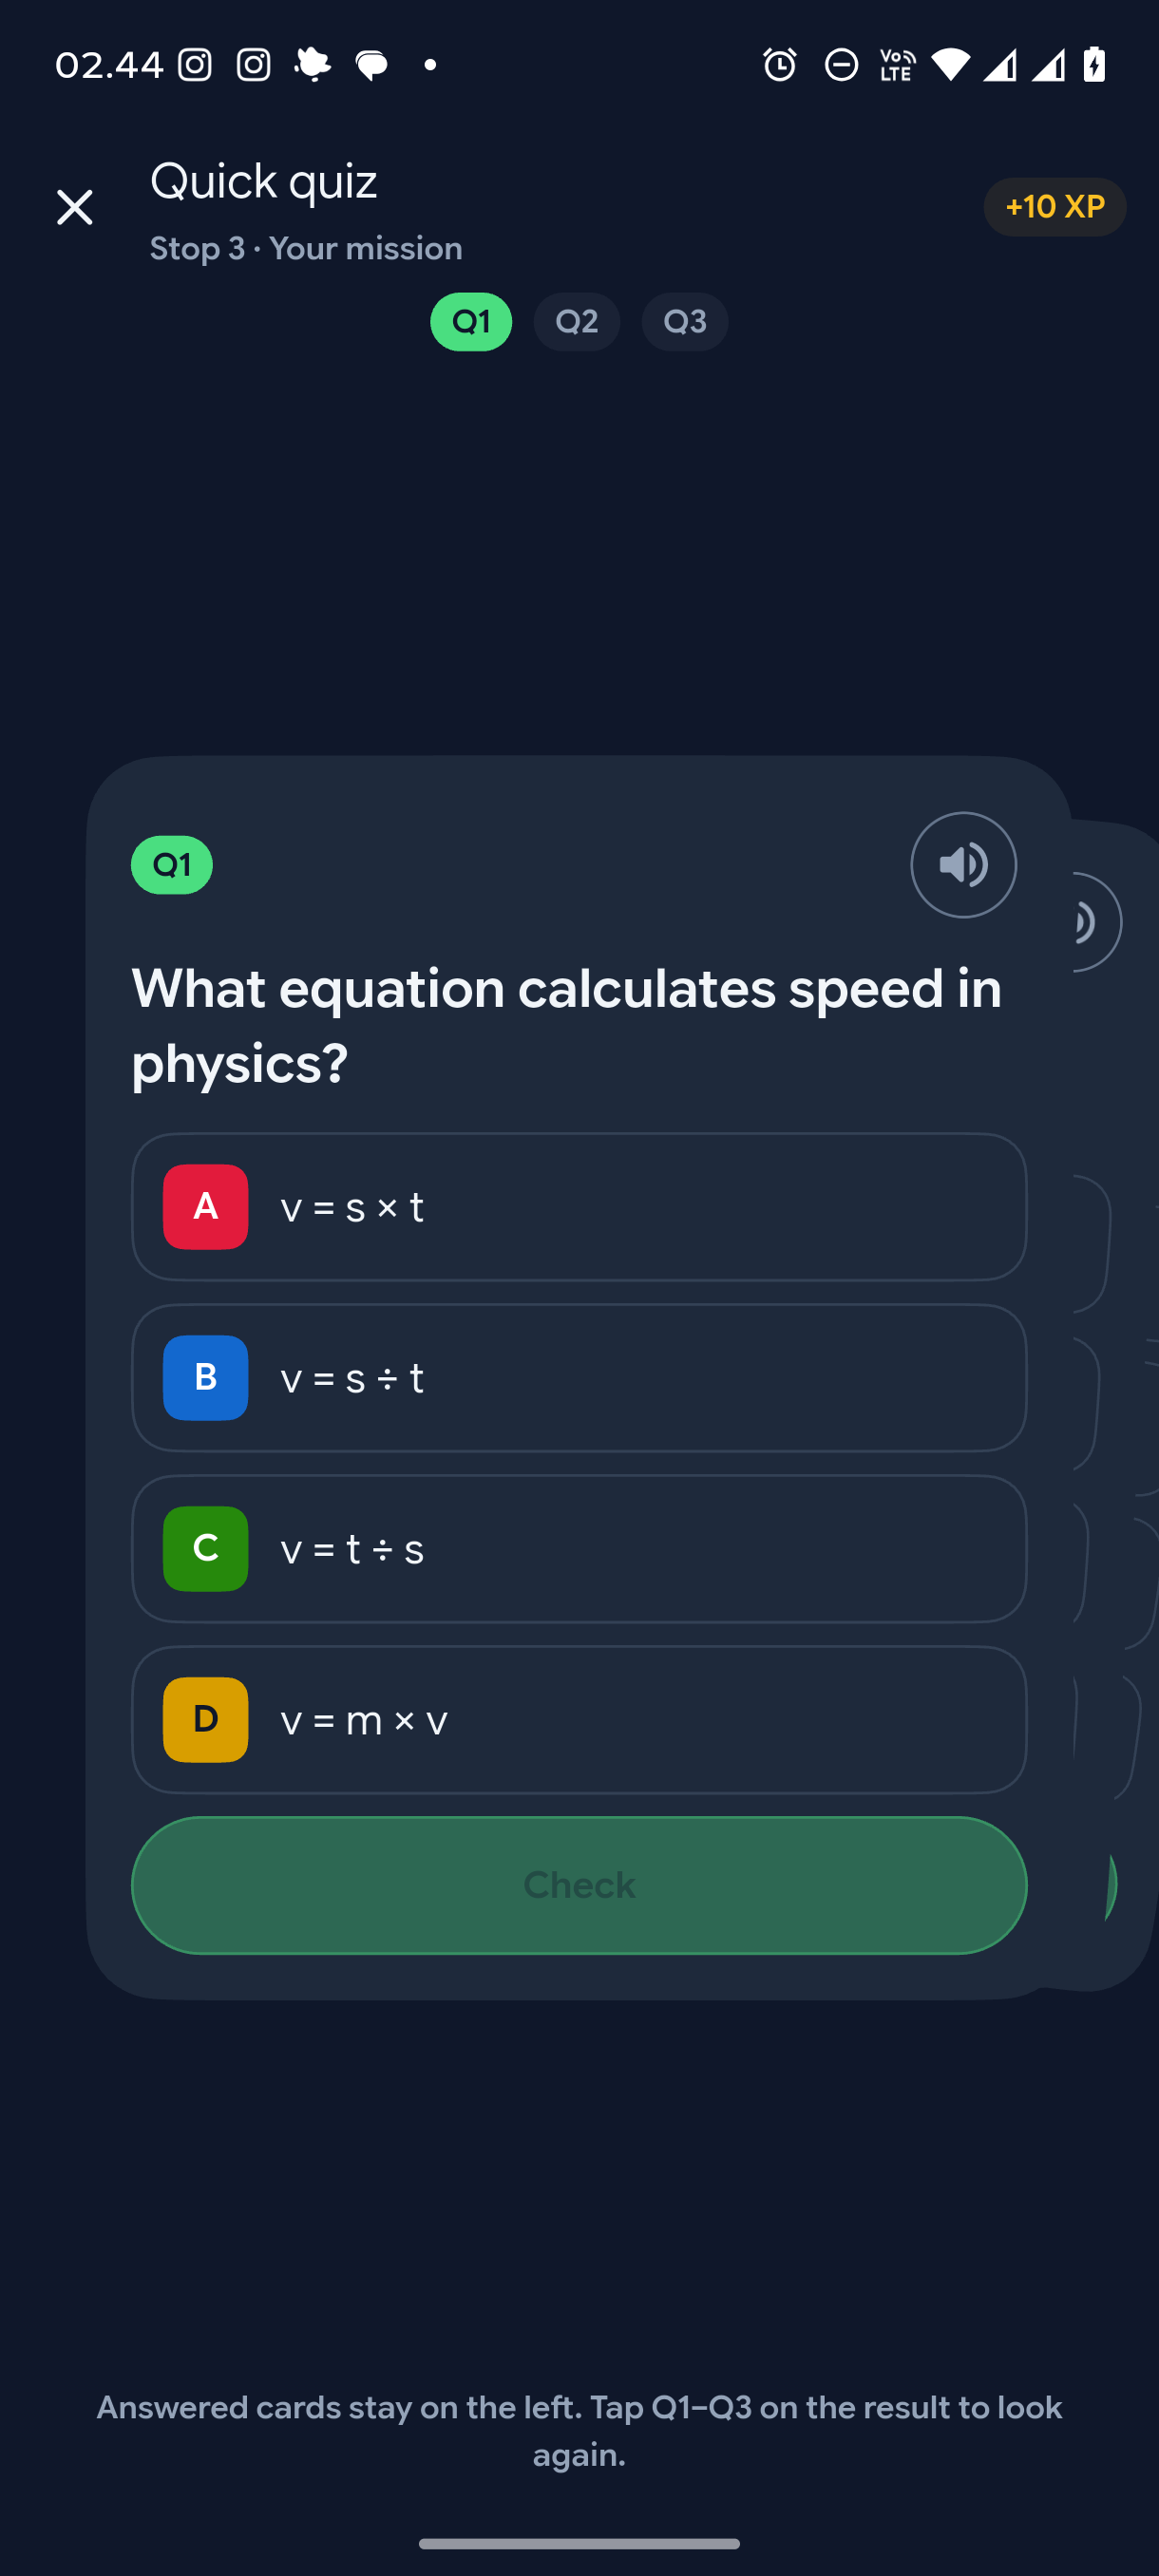 02.44
VoLTE
Quick quiz
+10 XP
Stop 3 · Your mission
Q1 Q2 Q3
Q1
What equation calculates speed in
physics?
A v = s × t
B v = s ÷ t
C v = t ÷ s
D v = m × v
Check
Answered cards stay on the left. Tap Q1–Q3 on the result to look
again.